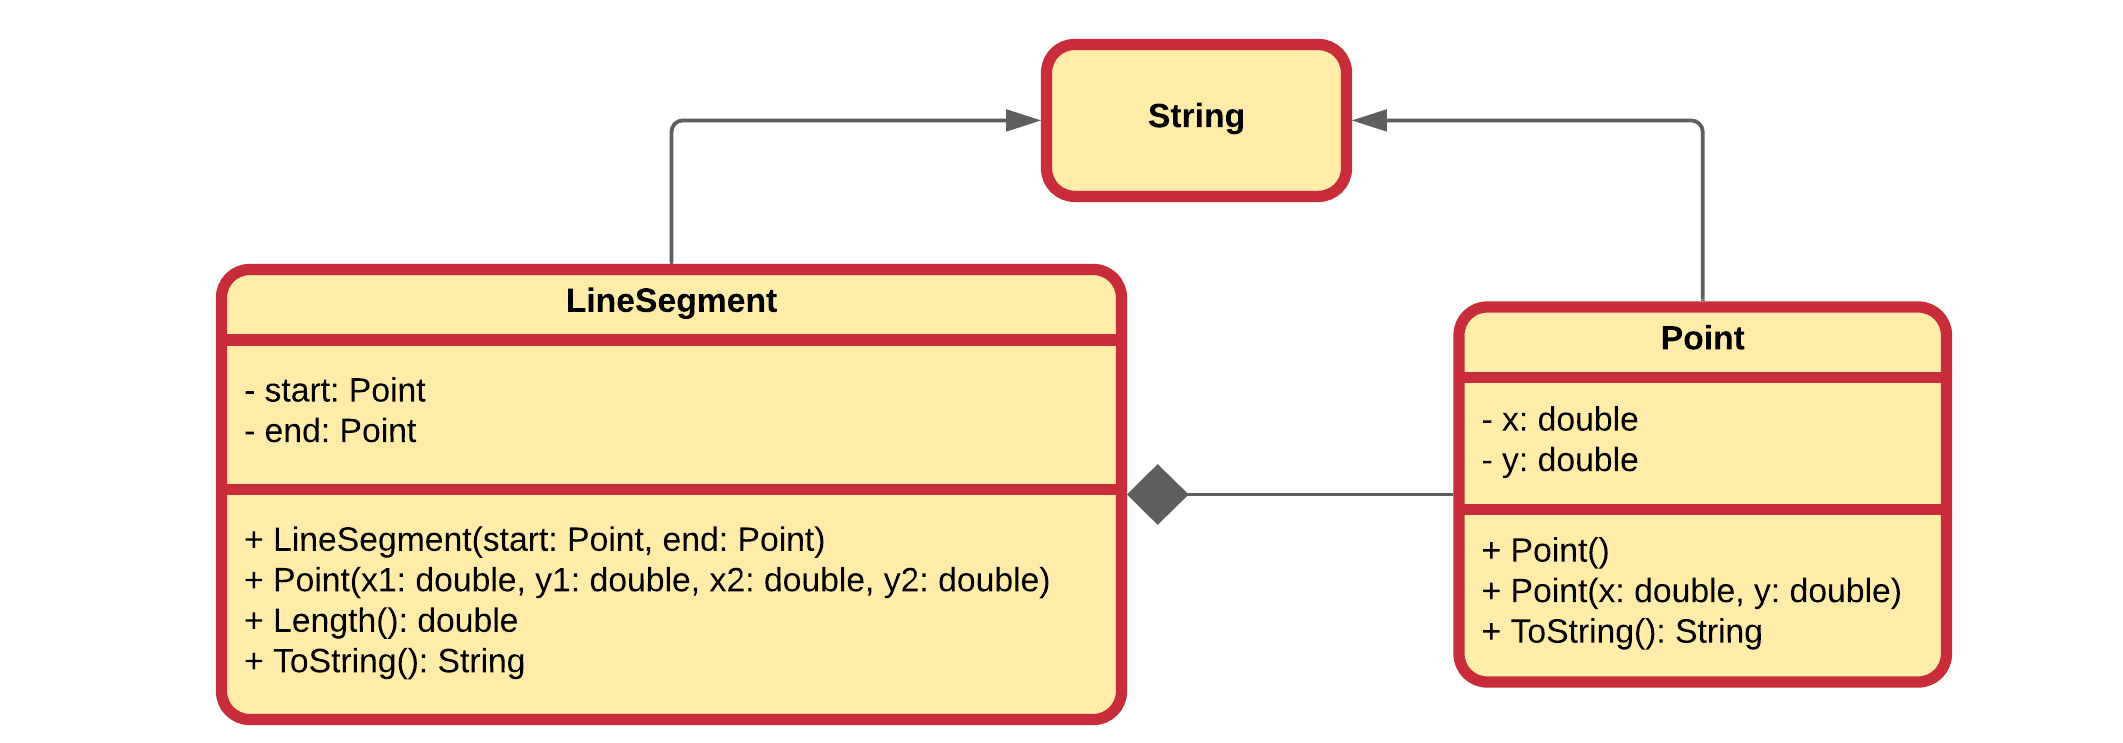 String
LineSegment
- start: Point
- end: Point
+ LineSegment(start: Point, end: Point)
+ Point(x1: double, y1: double, x2: double, y2: double)
+ Length(): double
+ ToString(): String
Point
- x: double
- y: double
+ Point()
+ Point(x: double, y: double)
+ ToString(): String